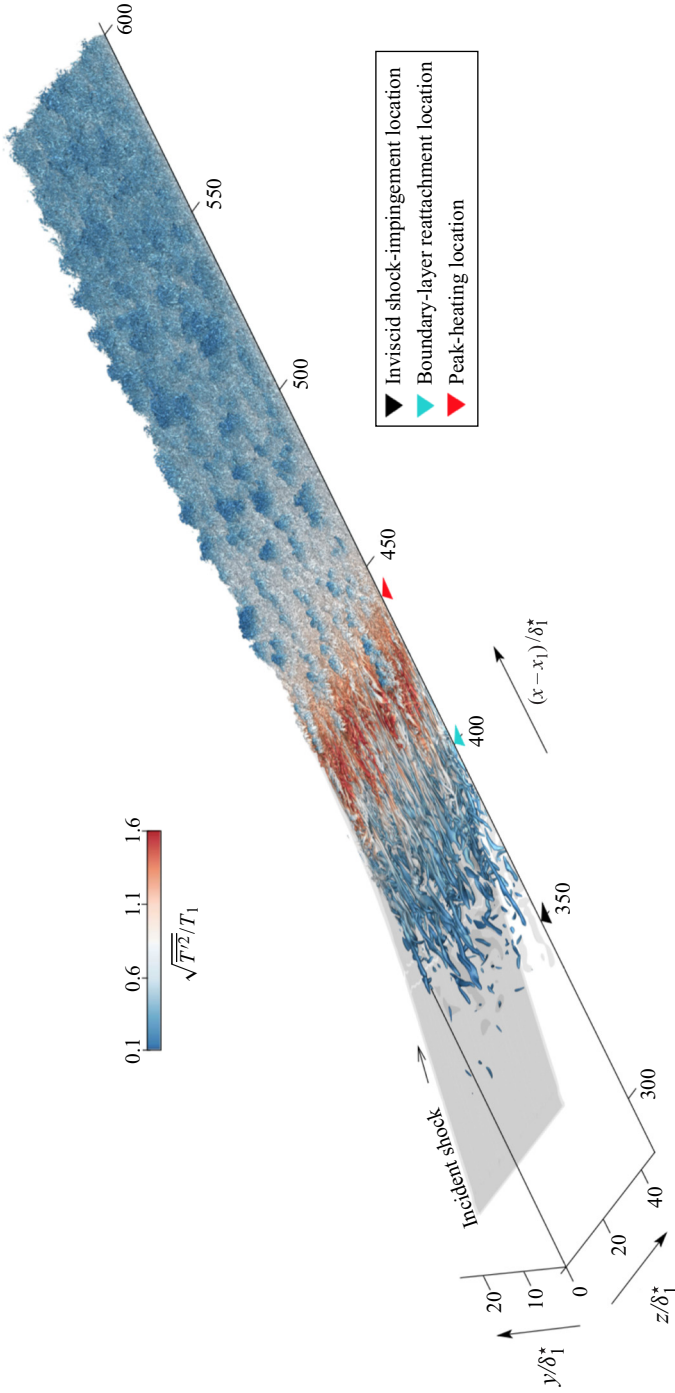 0.1 0.6 1.1 1.6
√T′² / T₁
Incident shock
20
10
0
y/δ₁*
20
40
z/δ₁*
300
350
400
450
500
550
600
(x – x₁)/δ₁*
Inviscid shock-impingement location
Boundary-layer reattachment location
Peak-heating location